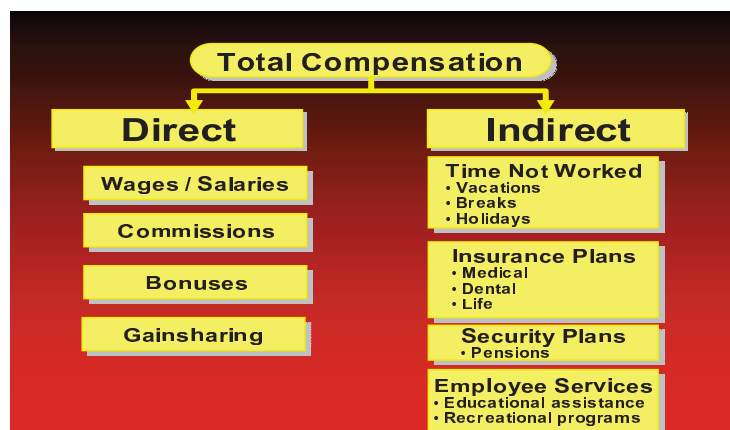 Total Compensation
Direct
Wages / Salaries
Commissions
Bonuses
Gainsharing
Indirect
Time Not Worked
• Vacations
• Breaks
• Holidays
Insurance Plans
• Medical
• Dental
• Life
Security Plans
• Pensions
Employee Services
• Educational assistance
• Recreational programs